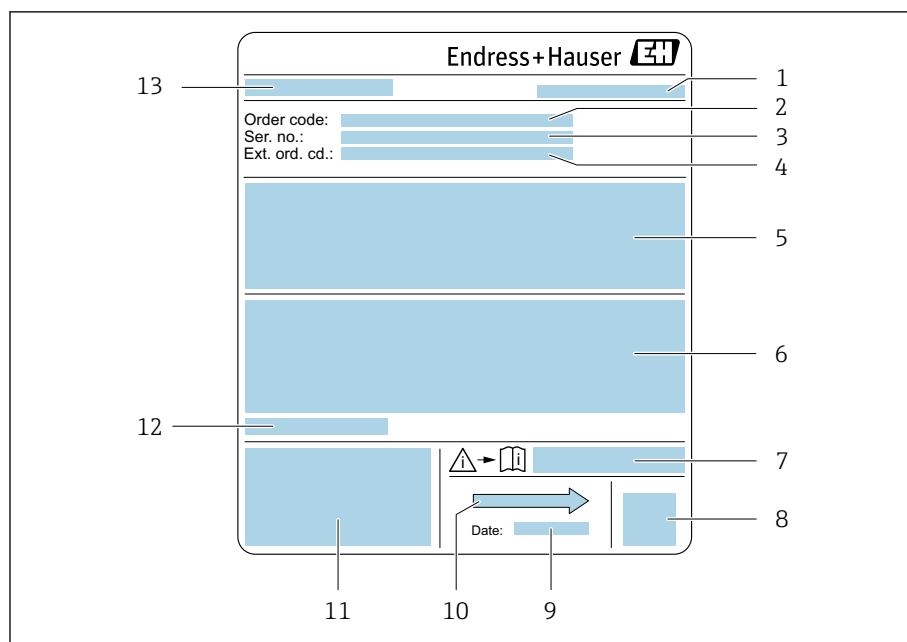 Endress+Hauser EH
13
1
Order code:
2
Ser. no.:
3
Ext. ord. cd.:
4
5
6
12
i i
7
8
Date:
11
10
9